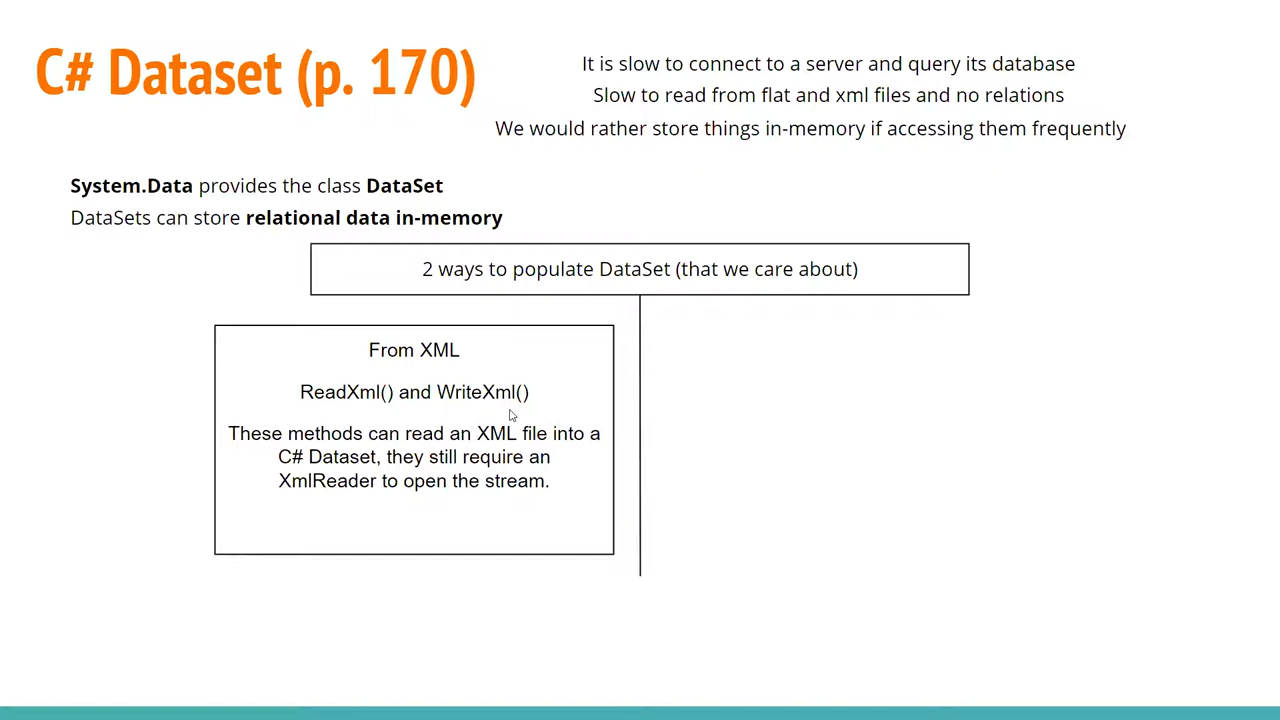 C# Dataset (p. 170)
It is slow to connect to a server and query its database
Slow to read from flat and xml files and no relations
We would rather store things in-memory if accessing them frequently
System.Data provides the class DataSet
DataSets can store relational data in-memory
2 ways to populate DataSet (that we care about)
From XML
ReadXml() and WriteXml()
These methods can read an XML file into a
C# Dataset, they still require an
XmlReader to open the stream.